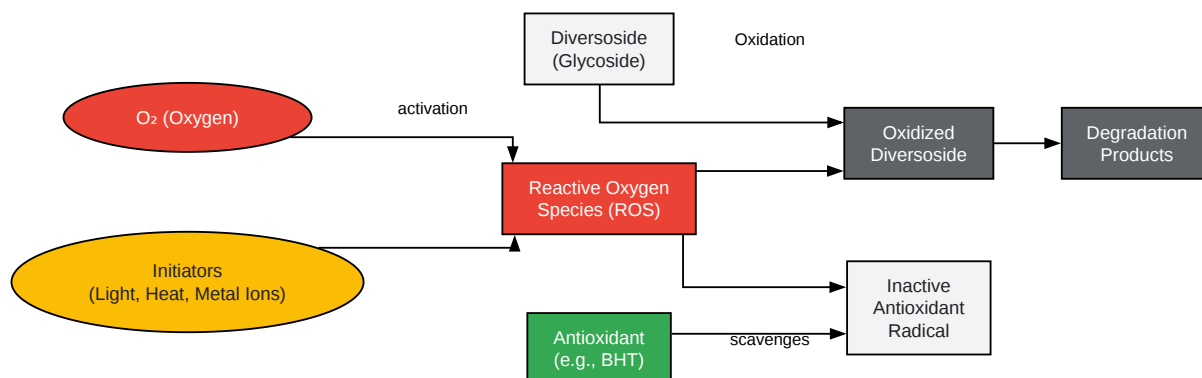 Diversoside
(Glycoside)
Oxidation
O₂ (Oxygen)
activation
Oxidized
Diversoside
Degradation
Products
Reactive Oxygen
Species (ROS)
Initiators
(Light, Heat, Metal Ions)
Inactive
Antioxidant
Radical
Antioxidant
(e.g., BHT)
scavenges